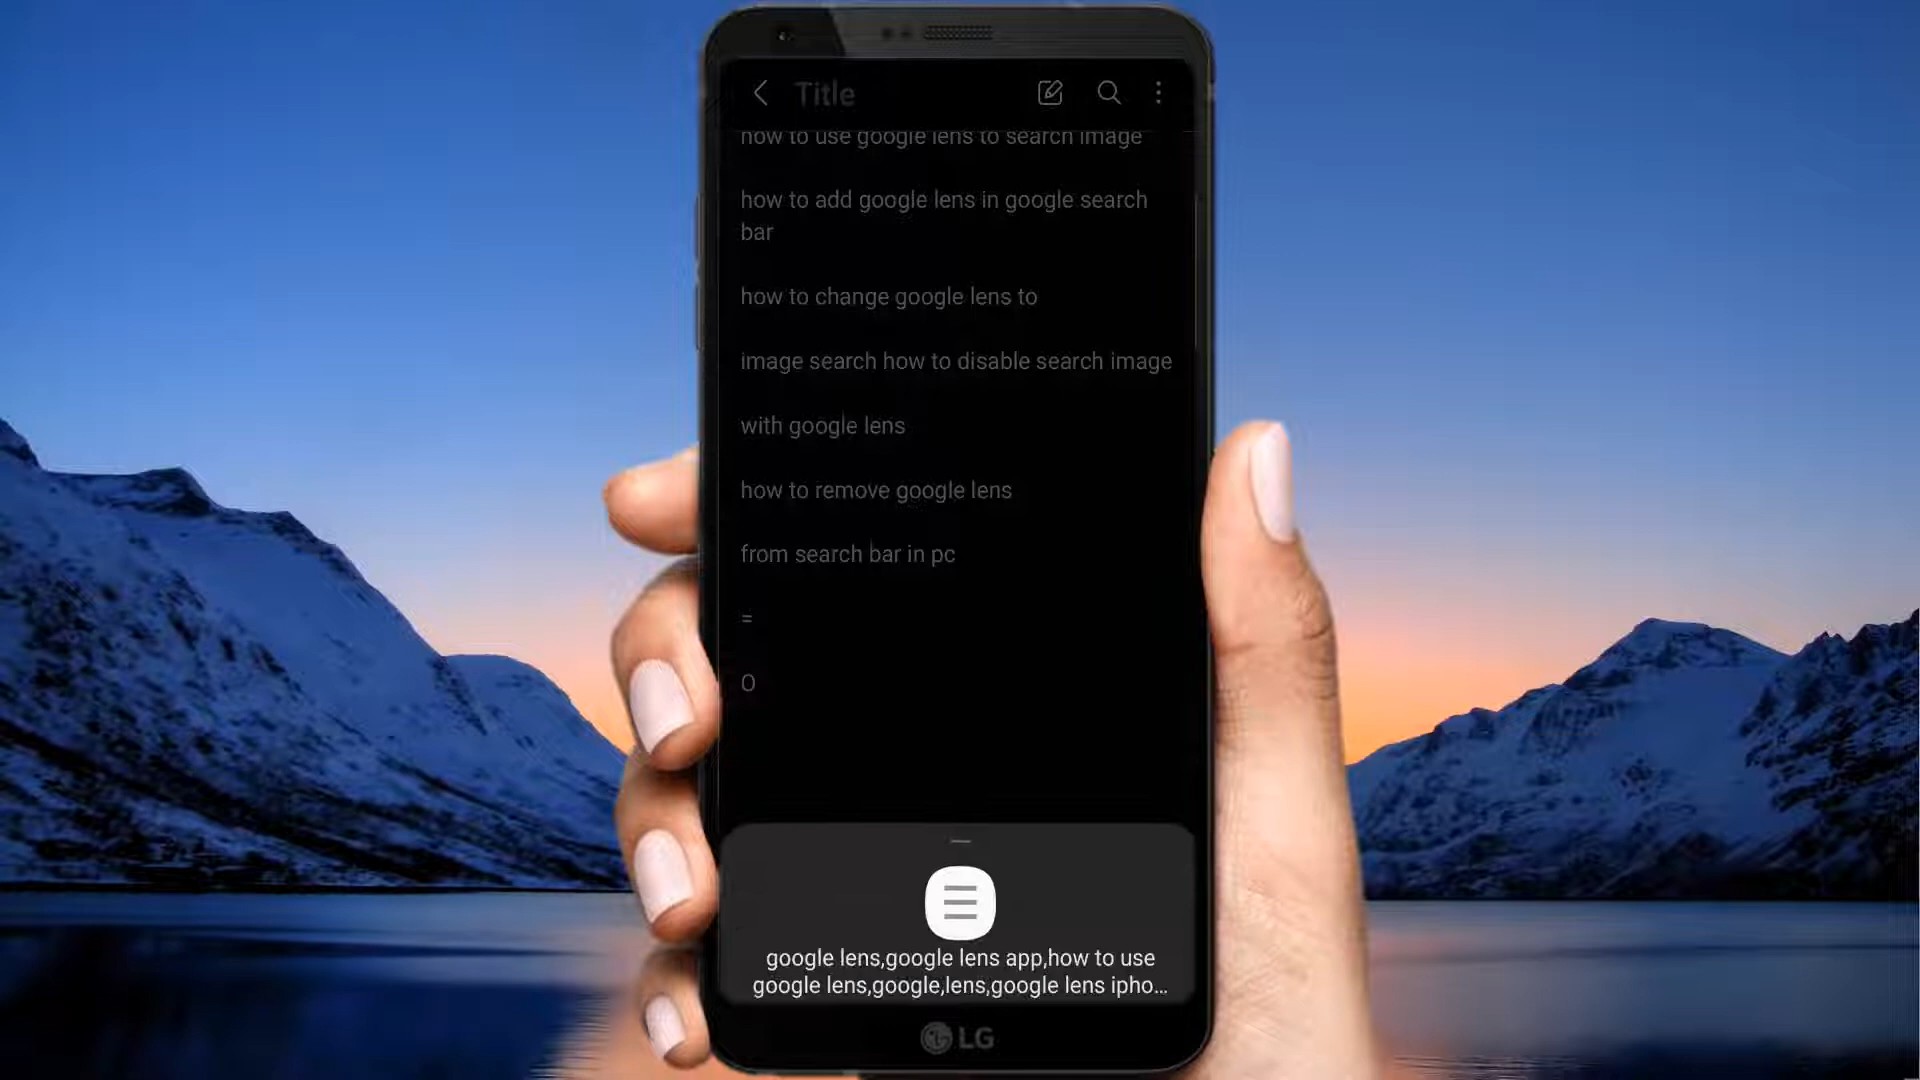 Title
how to use google lens to search image
how to add google lens in google search
bar
how to change google lens to
image search how to disable search image
with google lens
how to remove google lens
from search bar in pc
=
O
google lens,google lens app,how to use
google lens,google,lens,google lens ipho...
LG